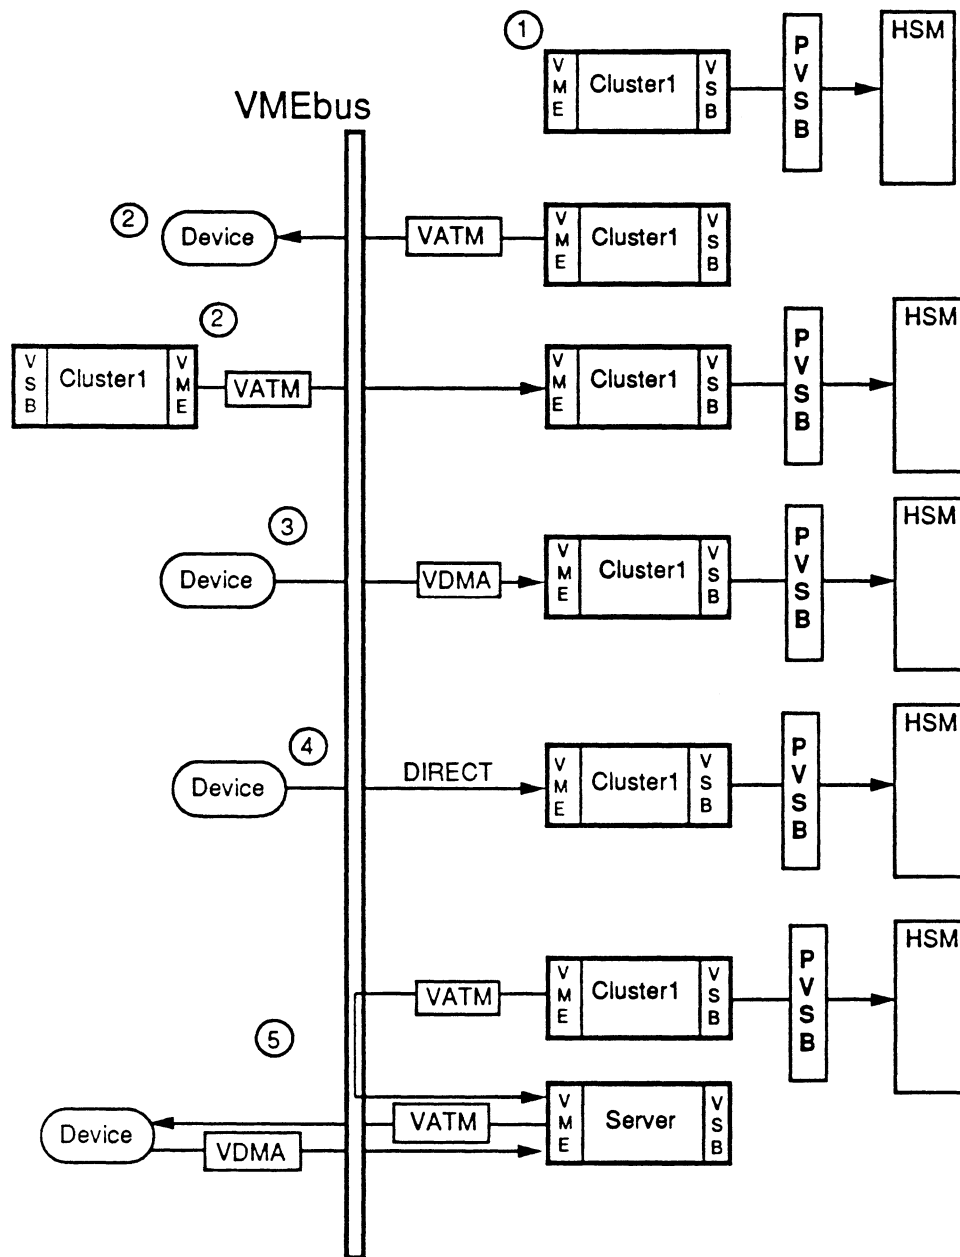 1
VME
Cluster1
VSB
PVSB
HSM
VMEbus
2
Device
VATM
VME
Cluster1
VSB
2
VSB
Cluster1
VME
VATM
VME
Cluster1
VSB
PVSB
HSM
3
Device
VDMA
VME
Cluster1
VSB
PVSB
HSM
4
Device
DIRECT
VME
Cluster1
VSB
PVSB
HSM
VATM
VME
Cluster1
VSB
PVSB
HSM
5
Device
VDMA
VATM
VME
Server
VSB